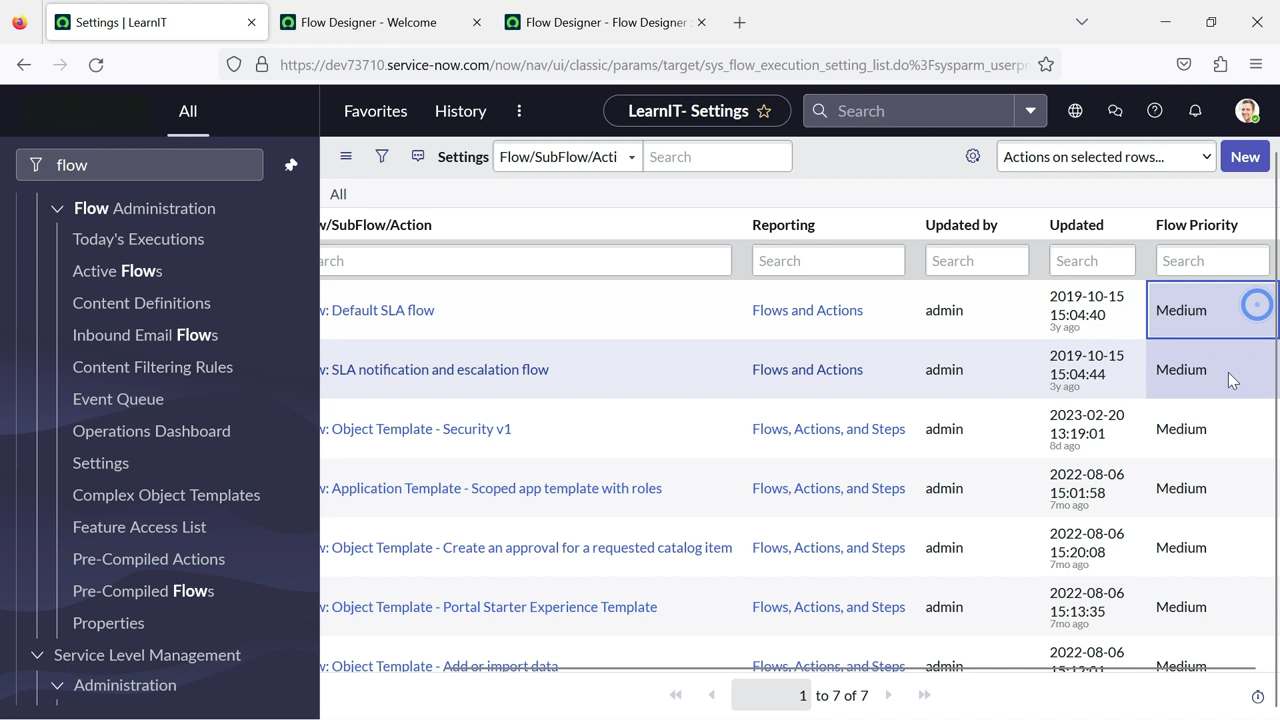 Settings | LearnIT
Flow Designer - Welcome
Flow Designer - Flow Designer
https://dev73710.service-now.com/now/nav/ui/classic/params/target/sys_flow_execution_setting_list.do%3Fsysparm_userpr
All
Favorites
History
LearnIT- Settings
Search
flow
Settings
Flow/SubFlow/Acti
Search
Actions on selected rows...
New
All
Flow Administration
Today's Executions
Active Flows
Content Definitions
Inbound Email Flows
Content Filtering Rules
Event Queue
Operations Dashboard
Settings
Complex Object Templates
Feature Access List
Pre-Compiled Actions
Pre-Compiled Flows
Properties
Service Level Management
Administration
w/SubFlow/Action Reporting Updated by Updated Flow Priority
rch Search Search Search Search
w: Default SLA flow Flows and Actions admin 2019-10-15 15:04:40 3y ago Medium
w: SLA notification and escalation flow Flows and Actions admin 2019-10-15 15:04:44 3y ago Medium
w: Object Template - Security v1 Flows, Actions, and Steps admin 2023-02-20 13:19:01 8d ago Medium
w: Application Template - Scoped app template with roles Flows, Actions, and Steps admin 2022-08-06 15:01:58 7mo ago Medium
w: Object Template - Create an approval for a requested catalog item Flows, Actions, and Steps admin 2022-08-06 15:20:08 7mo ago Medium
w: Object Template - Portal Starter Experience Template Flows, Actions, and Steps admin 2022-08-06 15:13:35 7mo ago Medium
w: Object Template - Add or import data Flows, Actions, and Steps admin 2022-08-06 Medium
1 to 7 of 7